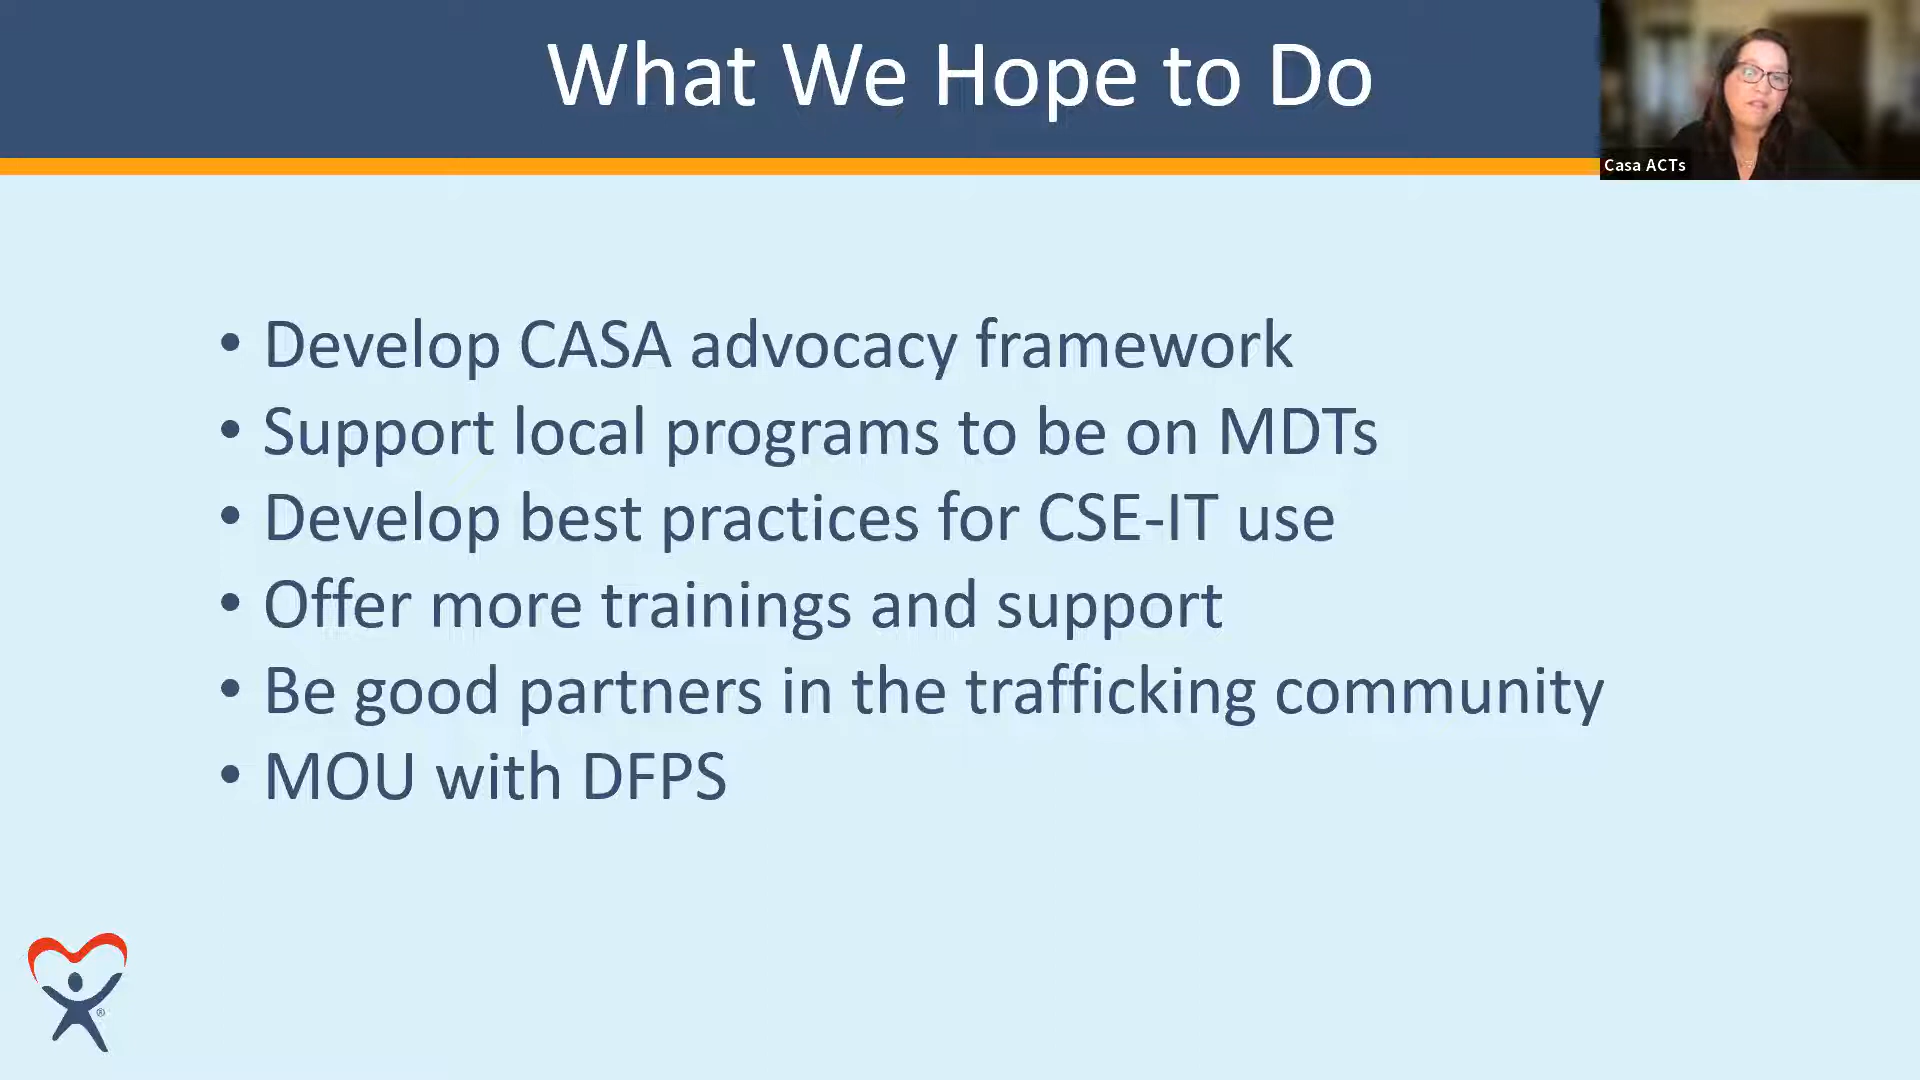 What We Hope to Do
Casa ACTs
• Develop CASA advocacy framework
• Support local programs to be on MDTs
• Develop best practices for CSE-IT use
• Offer more trainings and support
• Be good partners in the trafficking community
• MOU with DFPS
®